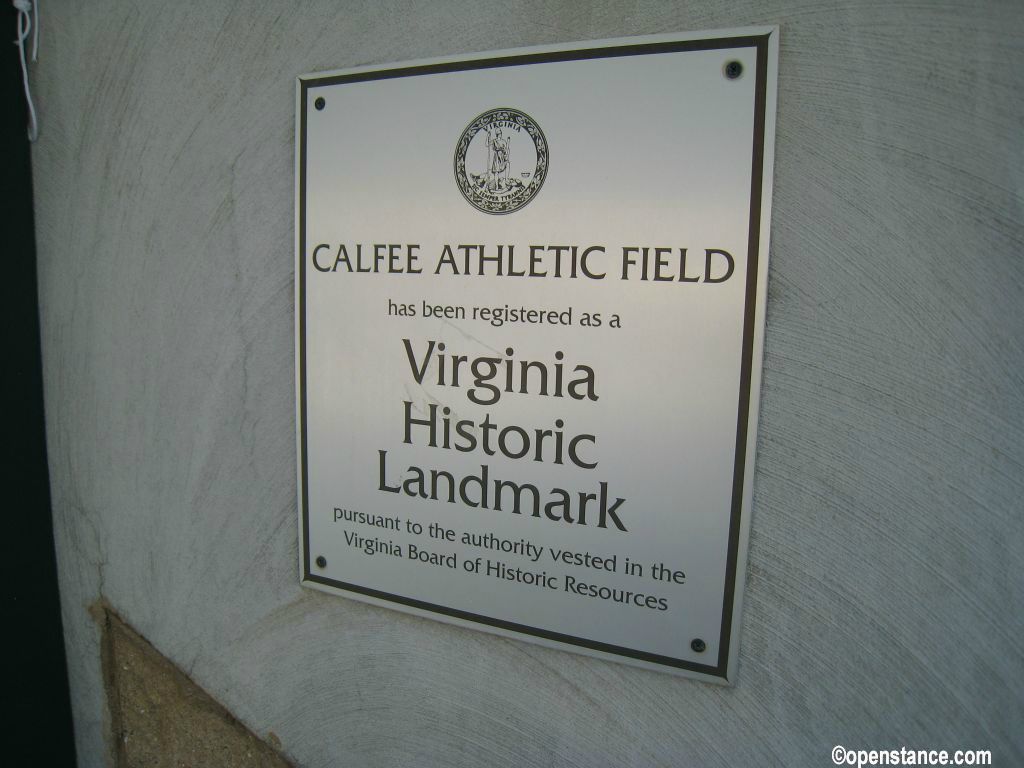 VIRGINIA
CALFEE ATHLETIC FIELD
has been registered as a
Virginia
Historic
Landmark
pursuant to the authority vested in the
Virginia Board of Historic Resources
©openstance.com